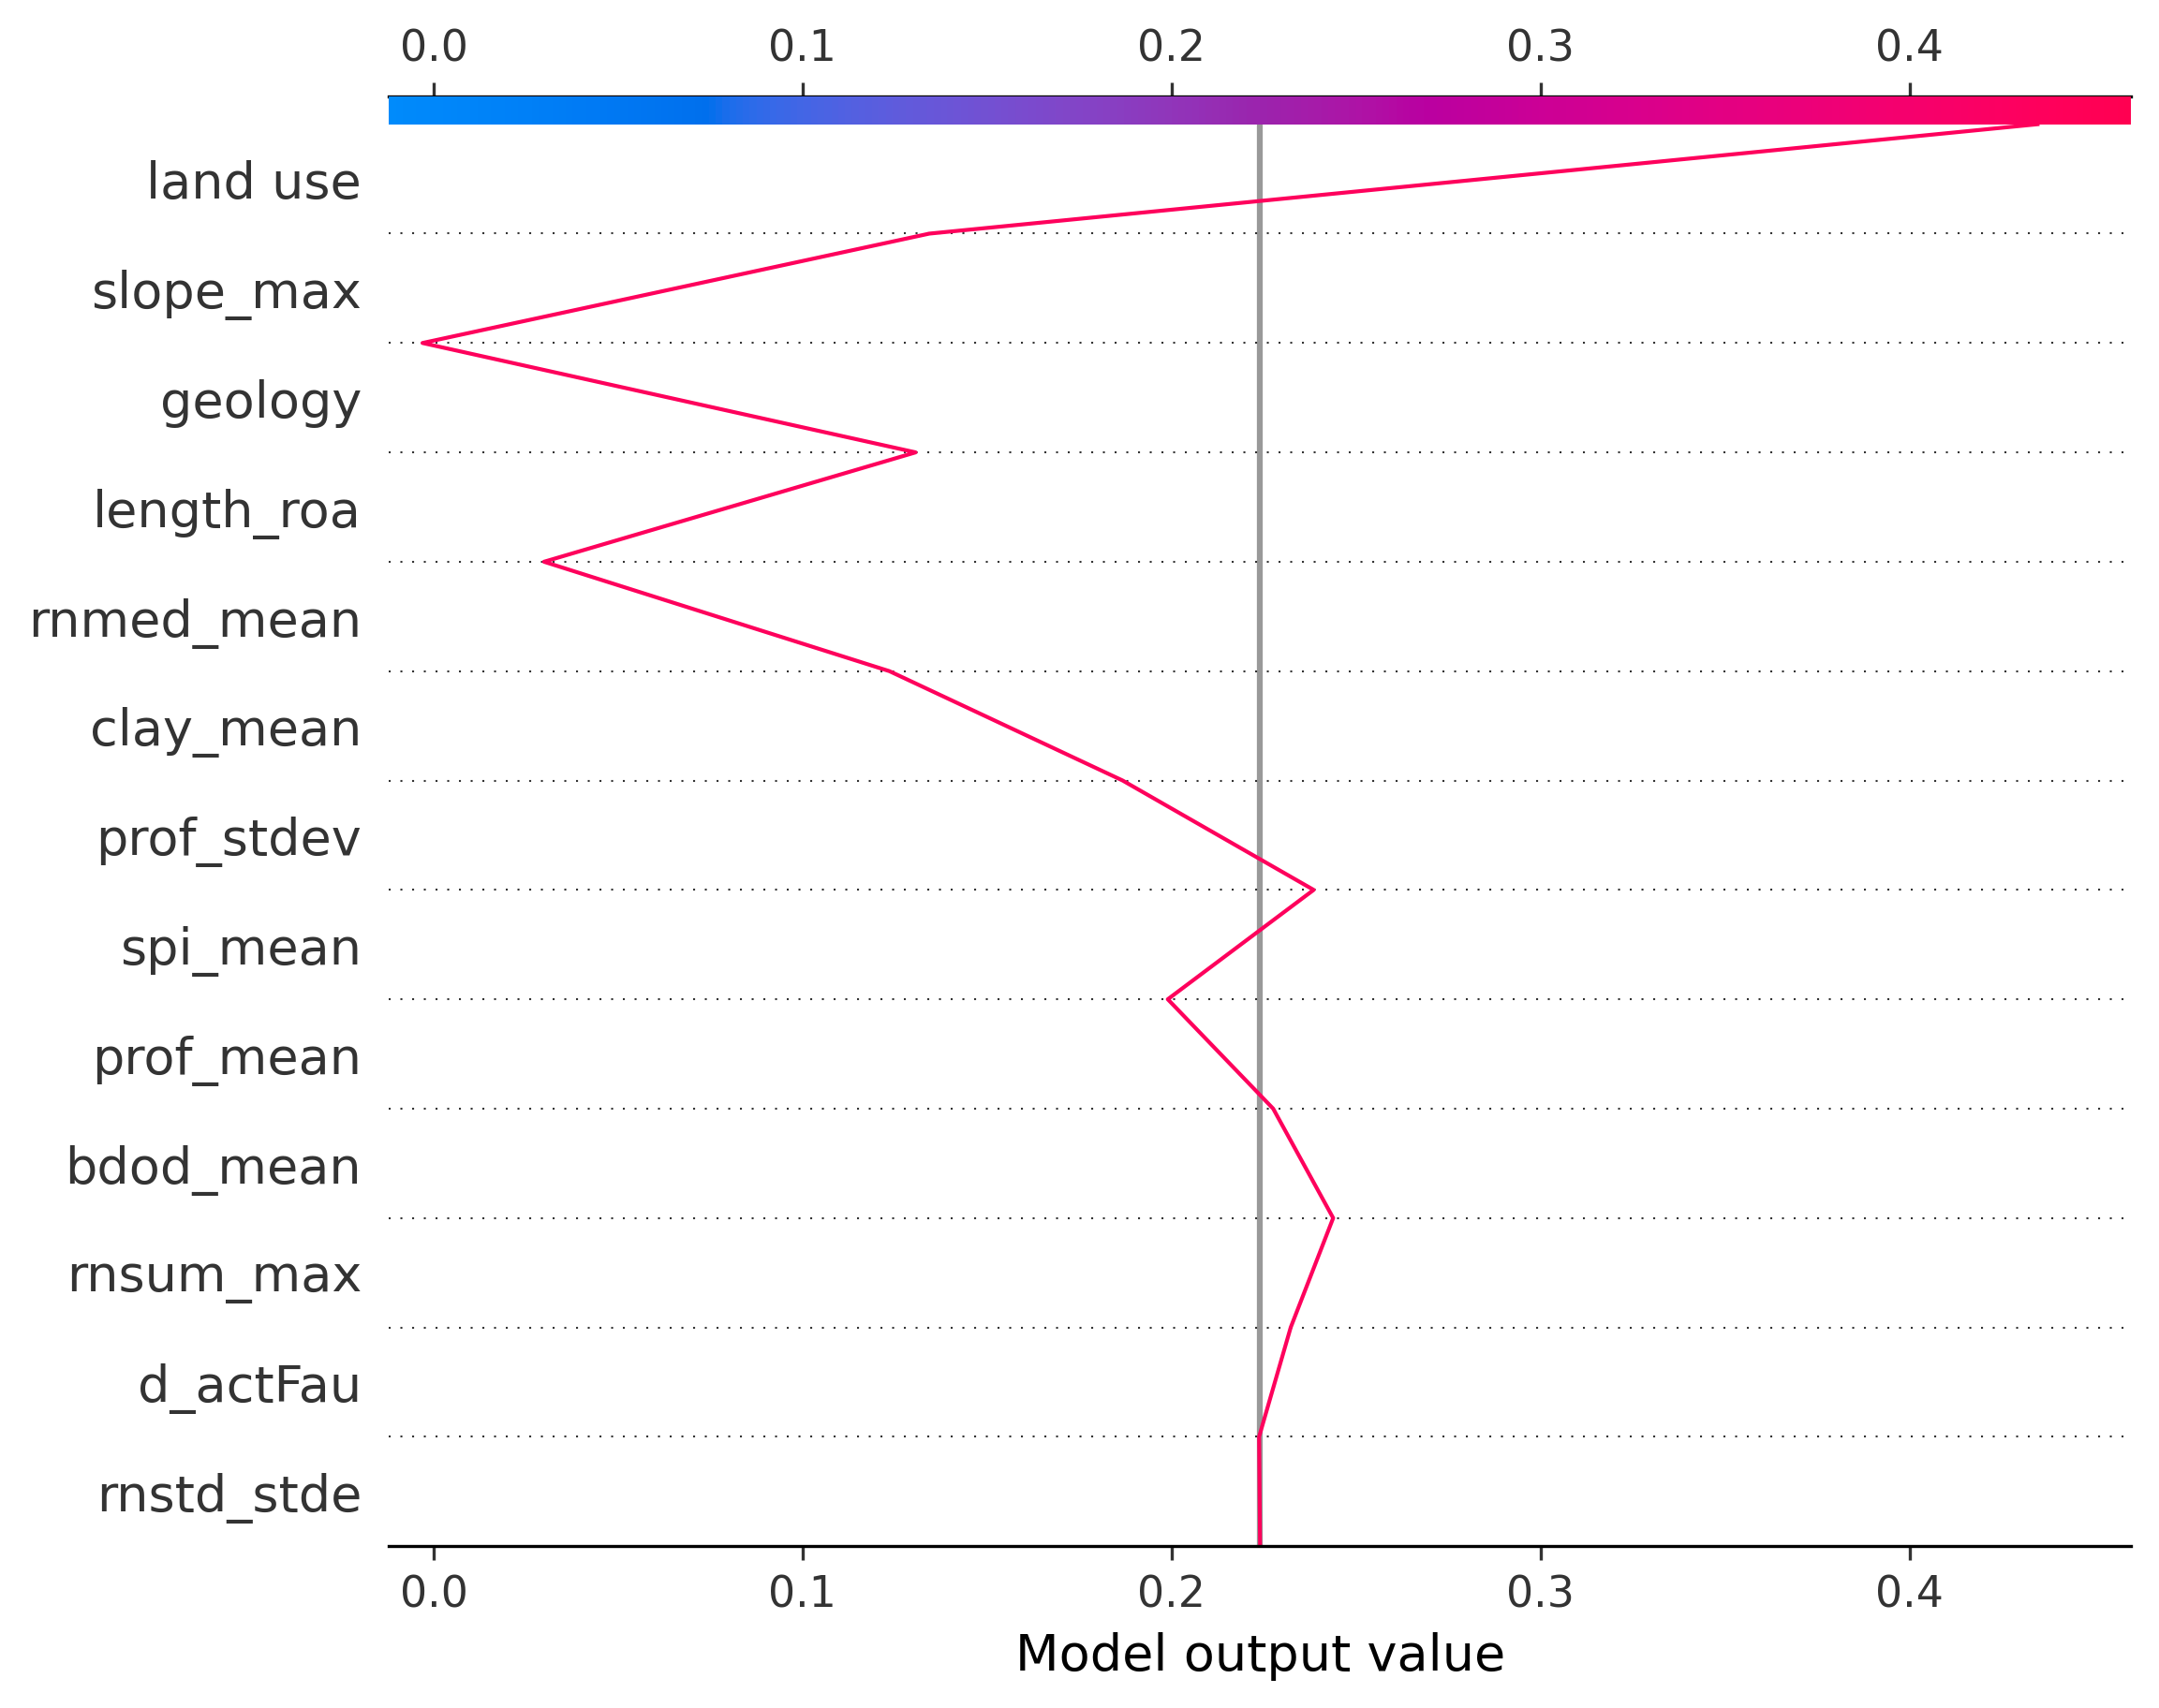 0.0 0.1 0.2 0.3 0.4
land use
slope_max
geology
length_roa
rnmed_mean
clay_mean
prof_stdev
spi_mean
prof_mean
bdod_mean
rnsum_max
d_actFau
rnstd_stde
0.0 0.1 0.2 0.3 0.4
Model output value